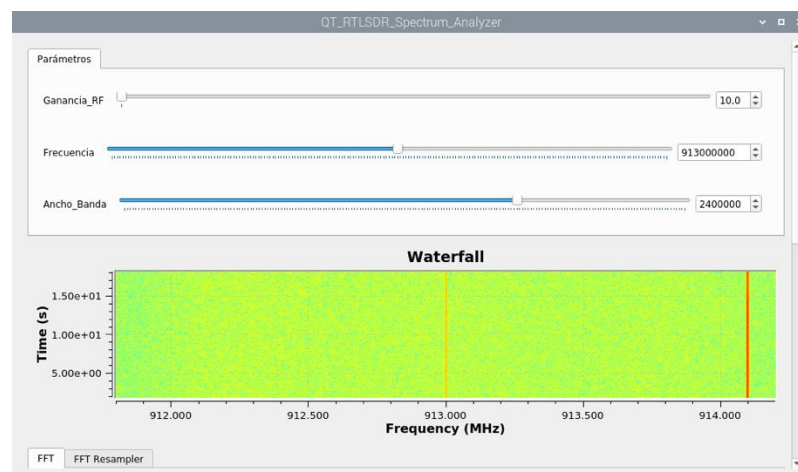 QT_RTLSDR_Spectrum_Analyzer
Parámetros
Ganancia_RF 10.0
Frecuencia 913000000
Ancho_Banda 2400000
Waterfall
1.50e+01
1.00e+01
5.00e+00
Time (s)
912.000 912.500 913.000 913.500 914.000
Frequency (MHz)
FFT FFT Resampler